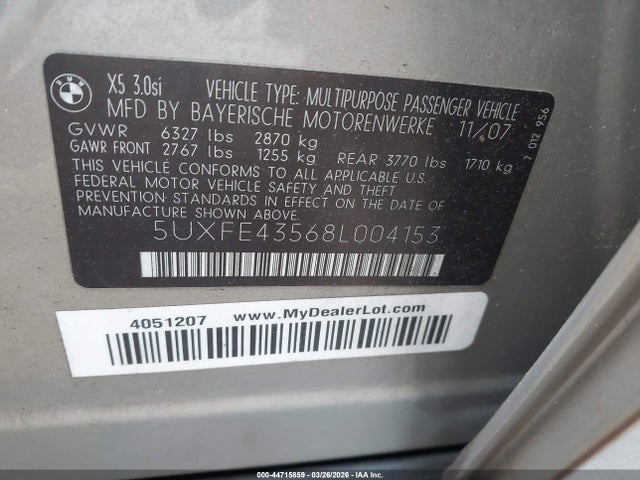 BMW
X5 3.0si
VEHICLE TYPE: MULTIPURPOSE PASSENGER VEHICLE
MFD BY BAYERISCHE MOTORENWERKE 11/07
GVWR 6327 lbs 2870 kg
GAWR FRONT 2767 lbs 1255 kg REAR 3770 lbs 1710 kg
THIS VEHICLE CONFORMS TO ALL APPLICABLE U.S.
FEDERAL MOTOR VEHICLE SAFETY AND THEFT
PREVENTION STANDARDS IN EFFECT ON THE DATE OF
MANUFACTURE SHOWN ABOVE.
5UXFE43568L004153
7 012 956
4051207 www.MyDealerLot.com
000-44715859 | 03/26/2026 | IAA Inc.